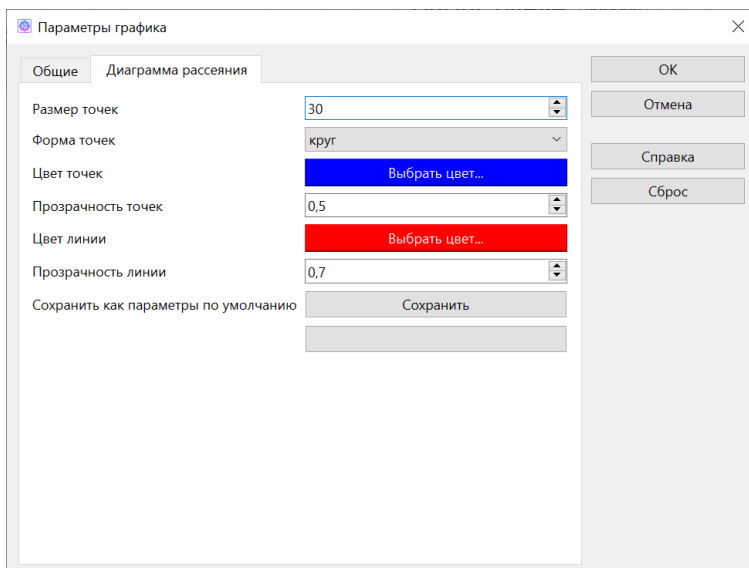 Параметры графика
Общие
Диаграмма рассеяния
OK
Отмена
Справка
Сброс
Размер точек
30
Форма точек
круг
Цвет точек
Выбрать цвет...
Прозрачность точек
0,5
Цвет линии
Выбрать цвет...
Прозрачность линии
0,7
Сохранить как параметры по умолчанию
Сохранить